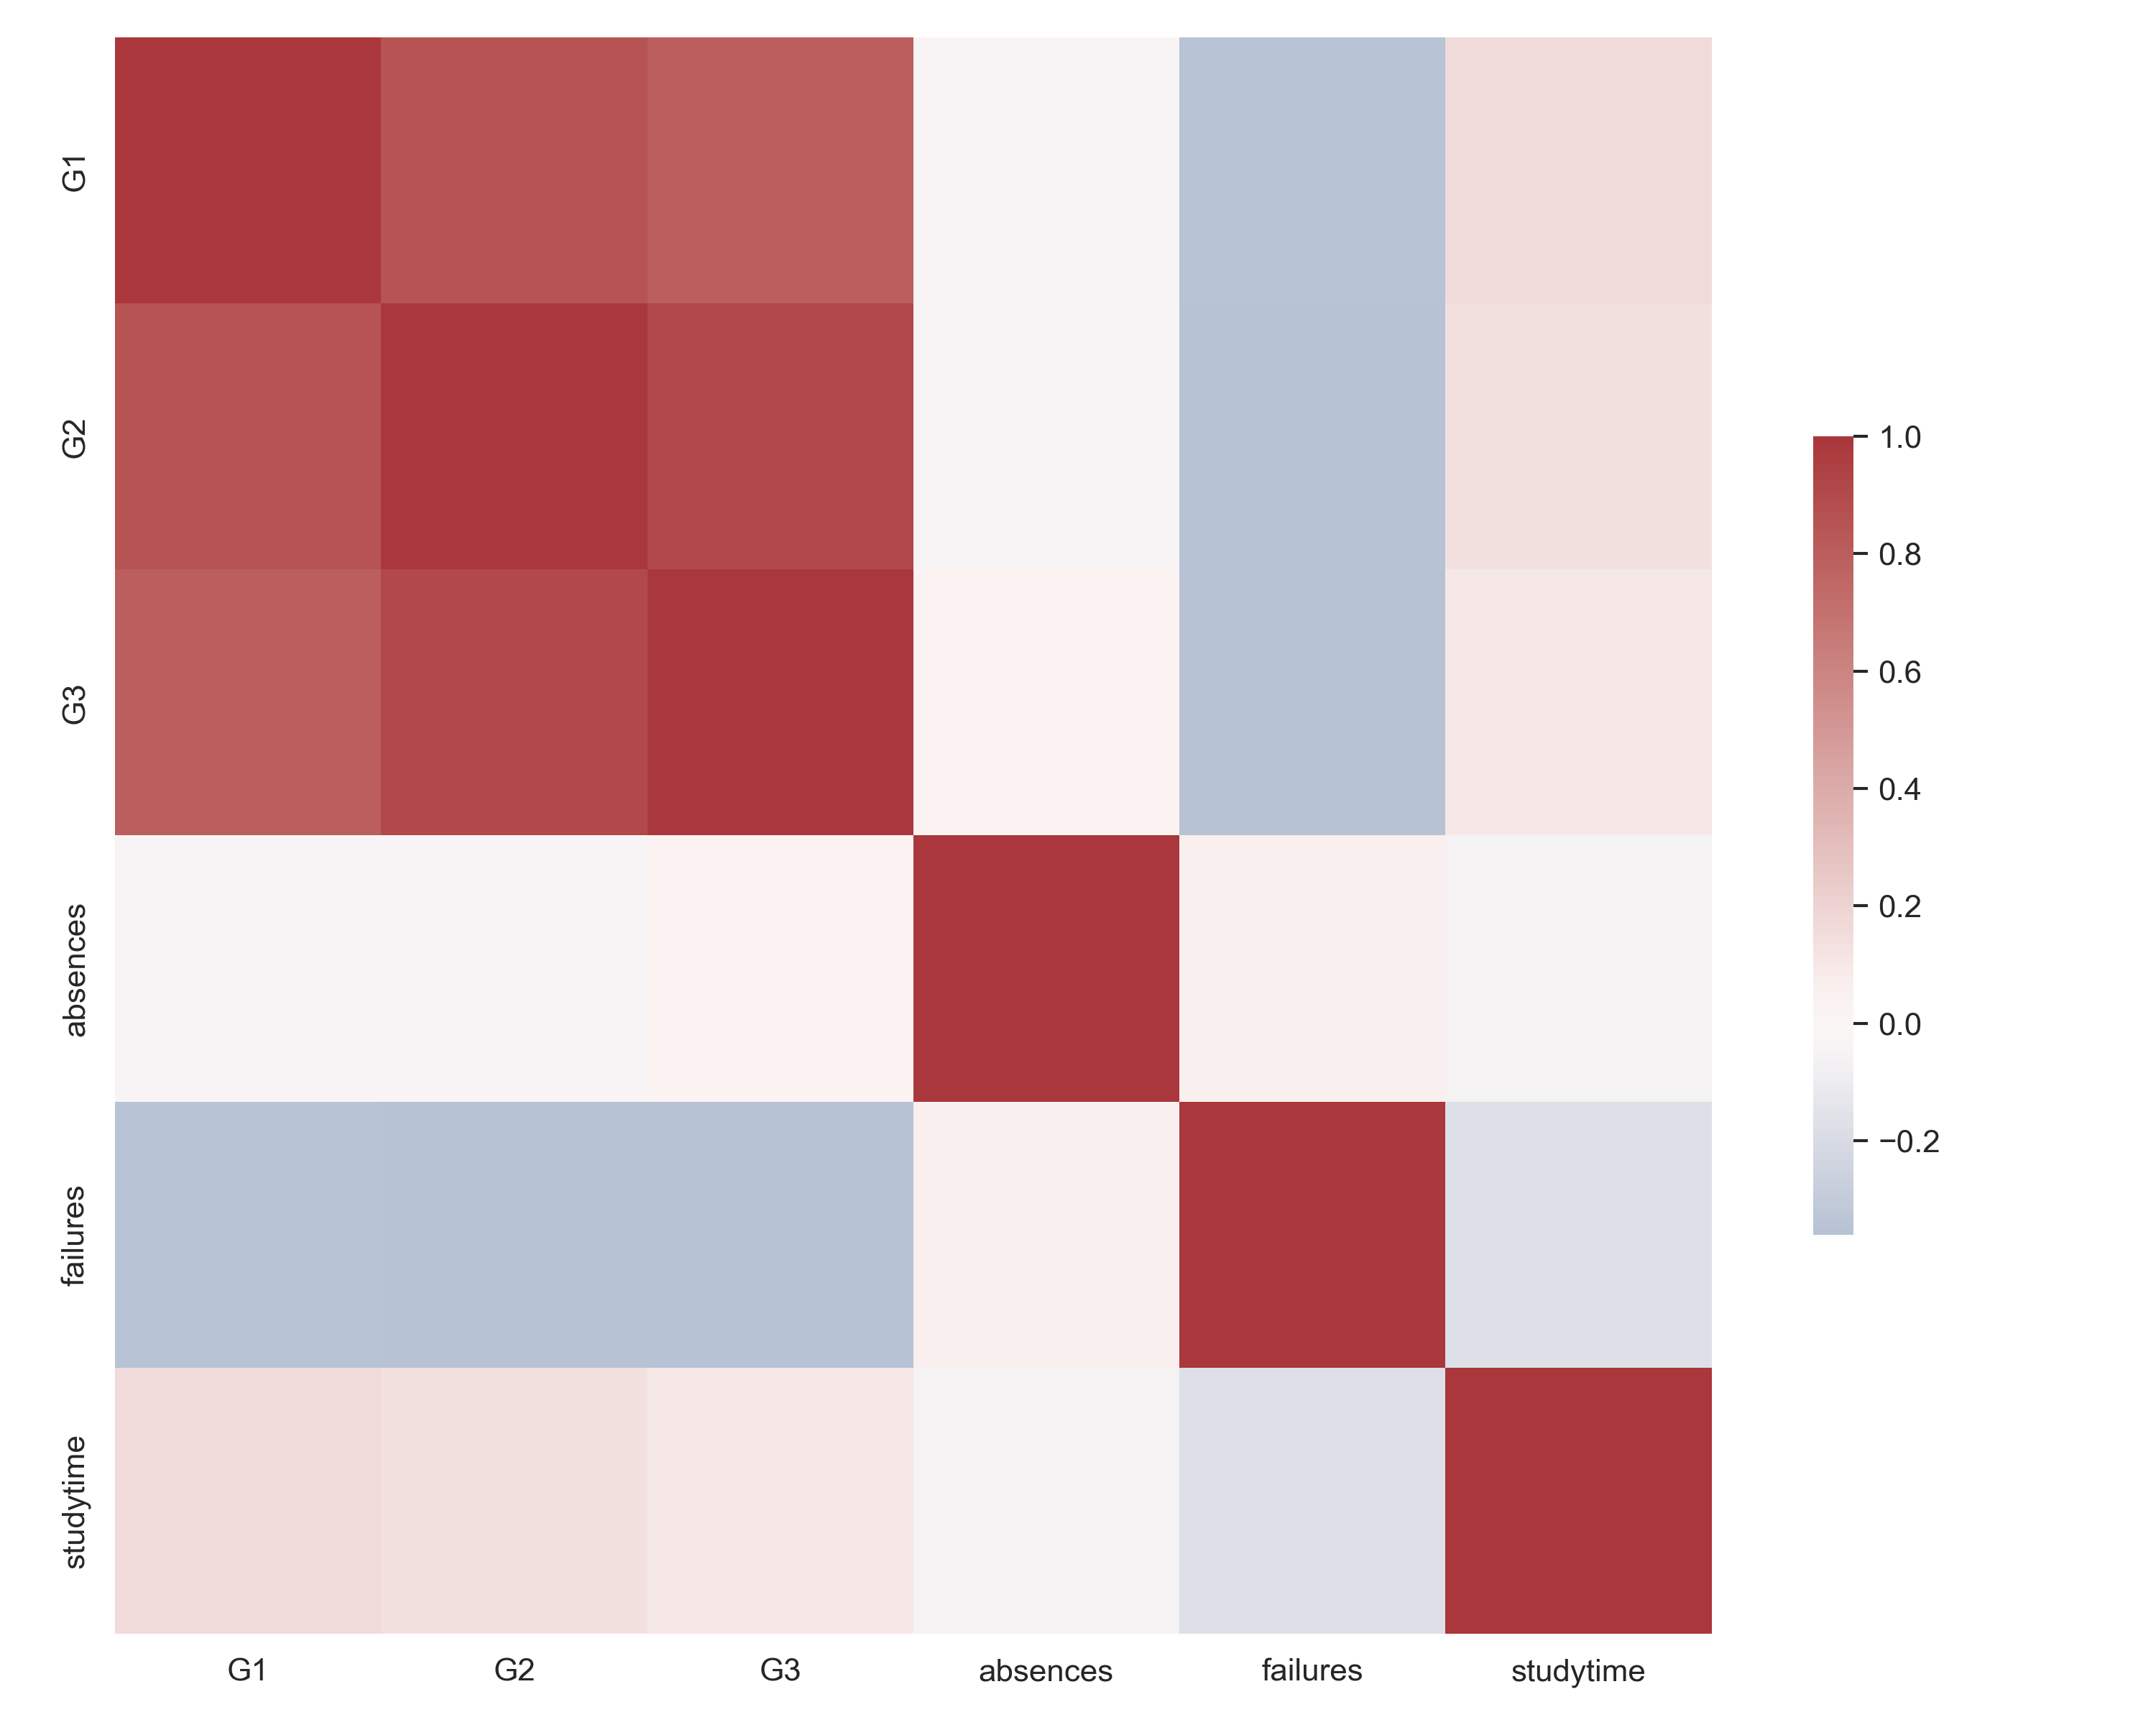 G1
G2
G3
absences
failures
studytime
G1 G2 G3 absences failures studytime
1.0
0.8
0.6
0.4
0.2
0.0
−0.2